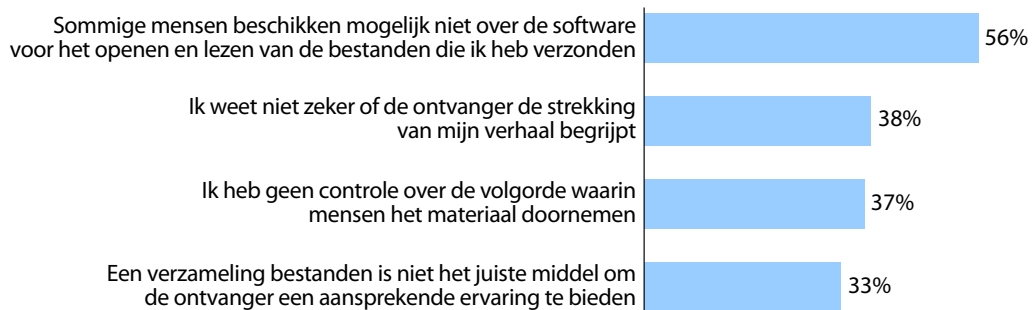 Sommige mensen beschikken mogelijk niet over de software
voor het openen en lezen van de bestanden die ik heb verzonden
56%
Ik weet niet zeker of de ontvanger de strekking
van mijn verhaal begrijpt
38%
Ik heb geen controle over de volgorde waarin
mensen het materiaal doornemen
37%
Een verzameling bestanden is niet het juiste middel om
de ontvanger een aansprekende ervaring te bieden
33%